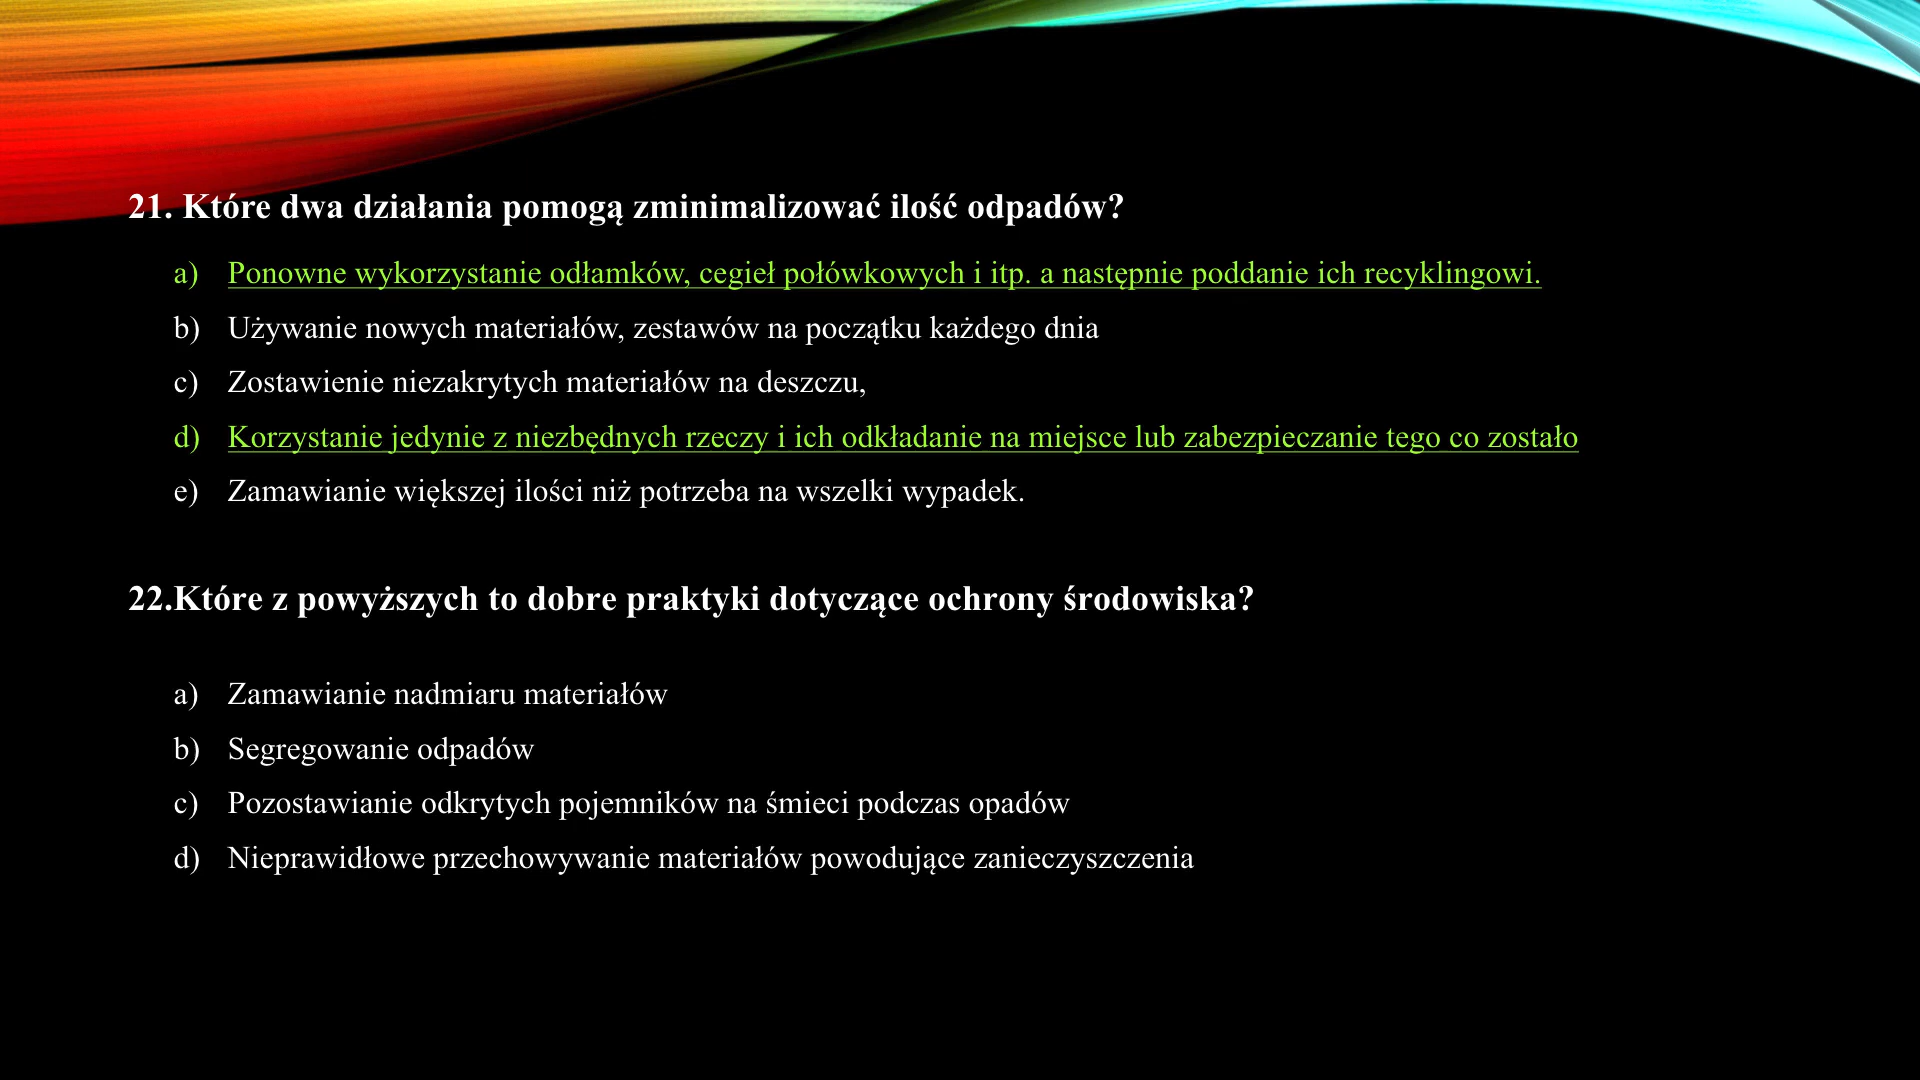 21. Które dwa działania pomogą zminimalizować ilość odpadów?
a) Ponowne wykorzystanie odłamków, cegieł połówkowych i itp. a następnie poddanie ich recyklingowi.
b) Używanie nowych materiałów, zestawów na początku każdego dnia
c) Zostawienie niezakrytych materiałów na deszczu,
d) Korzystanie jedynie z niezbędnych rzeczy i ich odkładanie na miejsce lub zabezpieczanie tego co zostało
e) Zamawianie większej ilości niż potrzeba na wszelki wypadek.
22.Które z powyższych to dobre praktyki dotyczące ochrony środowiska?
a) Zamawianie nadmiaru materiałów
b) Segregowanie odpadów
c) Pozostawianie odkrytych pojemników na śmieci podczas opadów
d) Nieprawidłowe przechowywanie materiałów powodujące zanieczyszczenia